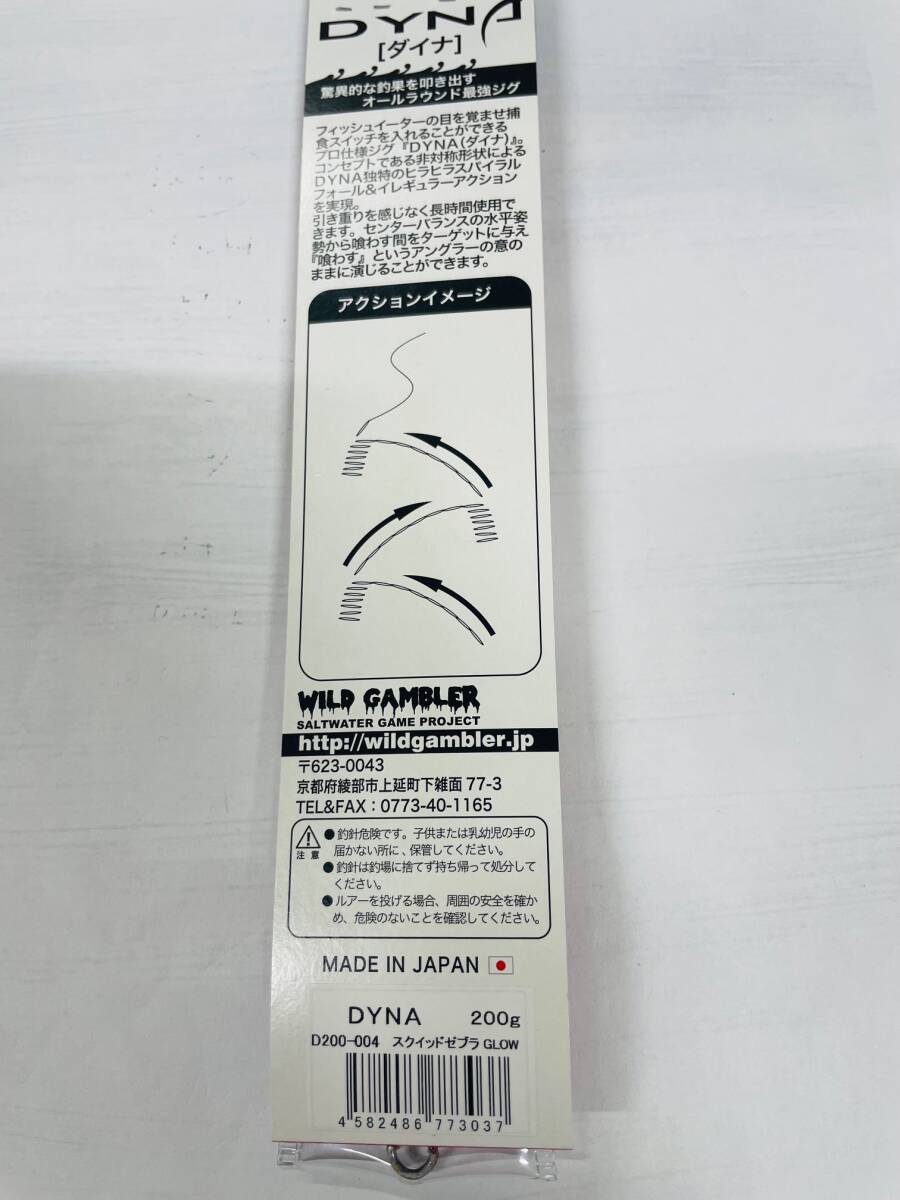 DYNA
[ダイナ]
驚異的な釣果を叩き出す
オールラウンド最強ジグ
フィッシュイーターの目を覚ませ捕
食スイッチを入れることができる
プロ仕様ジグ『DYNA(ダイナ)』。
コンセプトである非対称形状による
DYNA独特のヒラヒラスパイラル
フォール&イレギュラーアクション
を実現。
引き重りを感じなく長時間使用で
きます。センターバランスの水平姿
勢から喰わす間をターゲットに与え
『喰わす』というアングラーの意の
ままに演じることができます。
アクションイメージ
WILD GAMBLER
SALTWATER GAME PROJECT
http://wildgambler.jp
〒623-0043
京都府綾部市上延町下雑面 77-3
TEL&FAX：0773-40-1165
注意
●釣針危険です。子供または乳幼児の手の
届かない所に、保管してください。
●釣針は釣場に捨てず持ち帰って処分して
ください。
●ルアーを投げる場合、周囲の安全を確か
め、危険のないことを確認してください。
MADE IN JAPAN
DYNA 200g
D200-004 スクイッドゼブラ GLOW
4 582486 773037